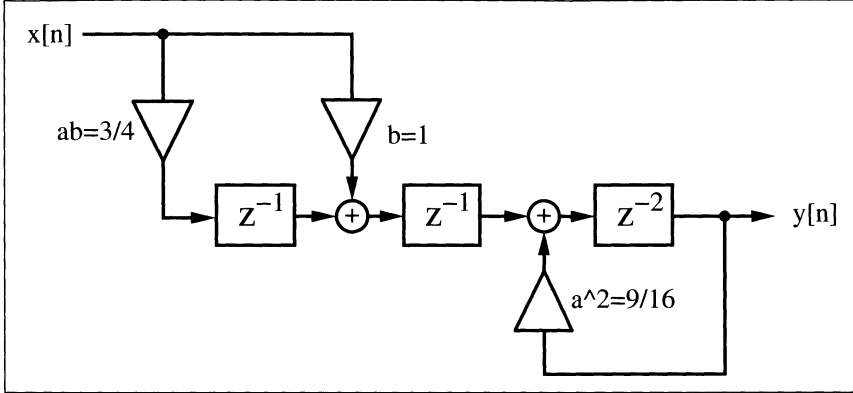 x[n]
ab=3/4
b=1
z⁻¹
+
z⁻¹
+
z⁻²
y[n]
a^2=9/16